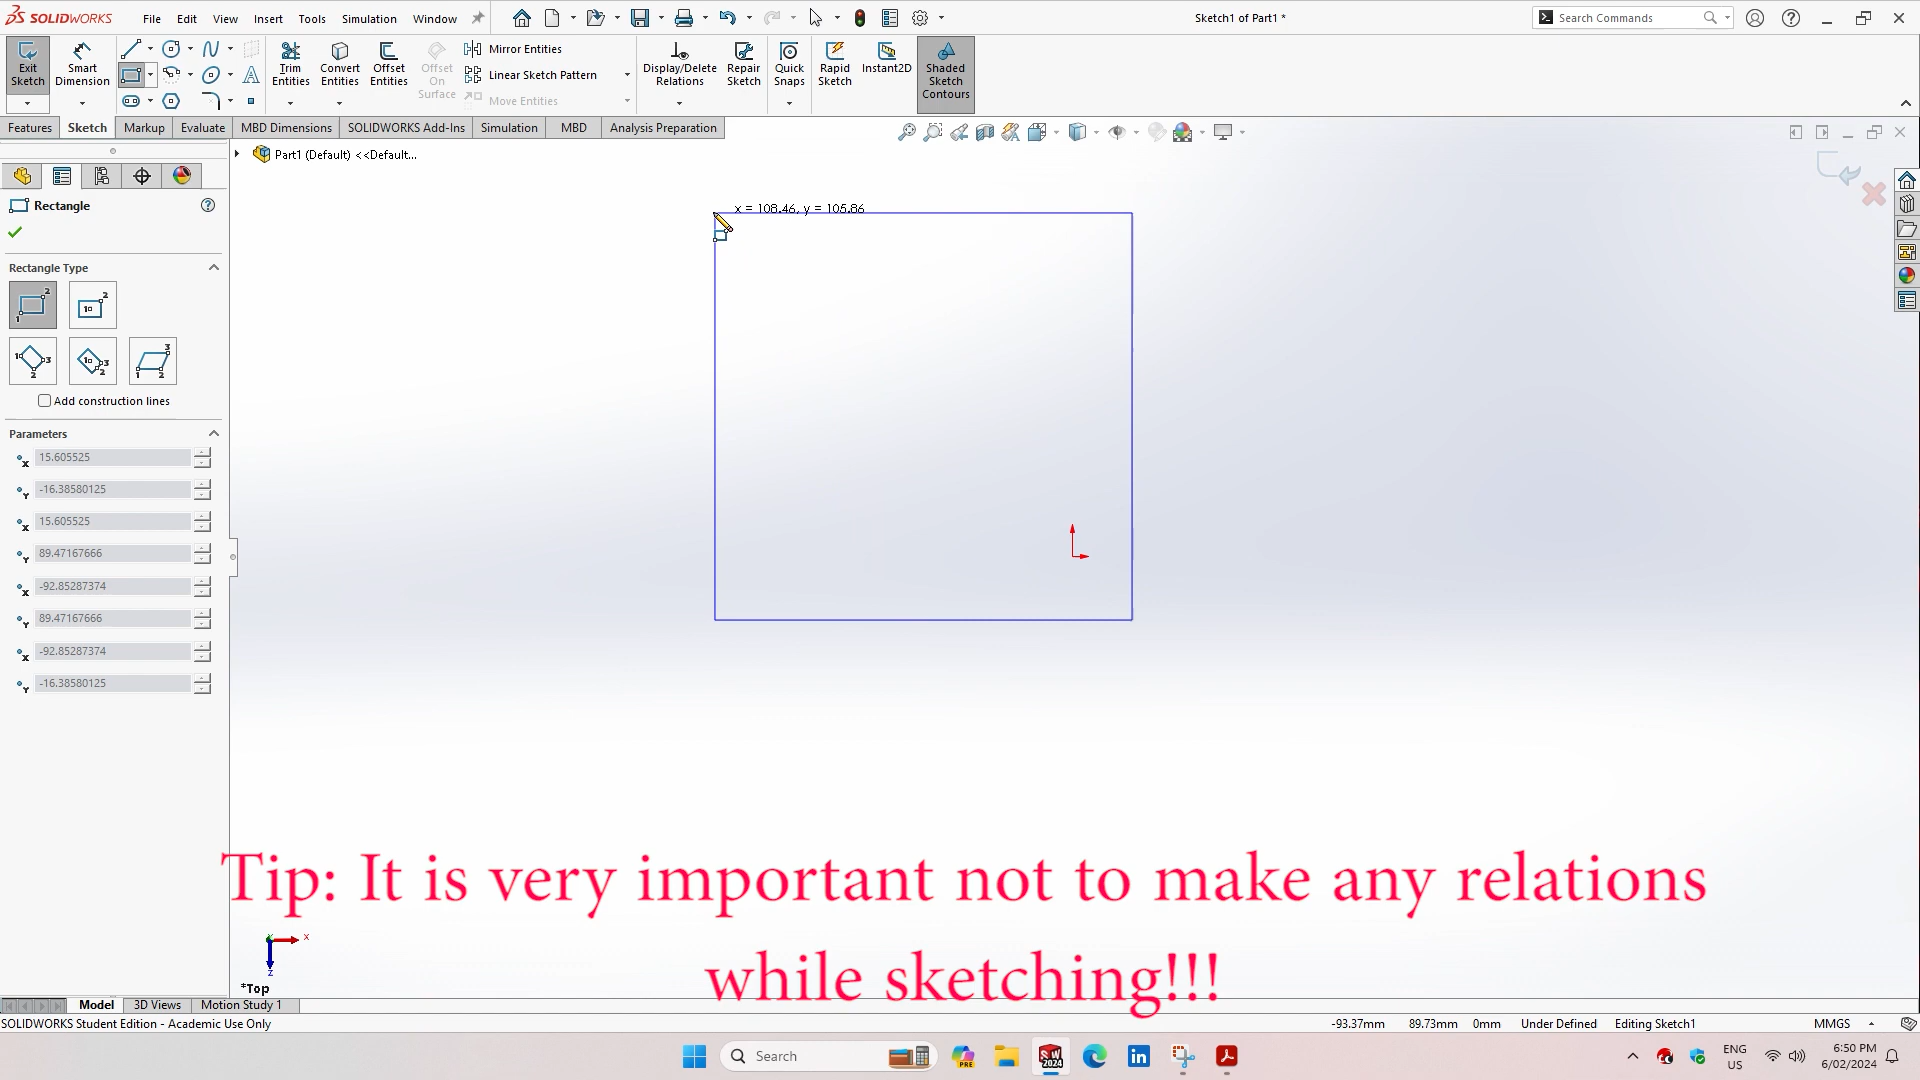 SOLIDWORKS File Edit View Insert Tools Simulation Window
Sketch1 of Part1 *
Search Commands
Exit Sketch
Smart Dimension
Trim Entities
Convert Entities
Offset Entities
Offset On Surface
Mirror Entities
Linear Sketch Pattern
Move Entities
Display/Delete Relations
Repair Sketch
Quick Snaps
Rapid Sketch
Instant2D
Shaded Sketch Contours
Features Sketch Markup Evaluate MBD Dimensions SOLIDWORKS Add-Ins Simulation MBD Analysis Preparation
Part1 (Default) <<Default...
Rectangle
x = 108.46, y = 105.86
Rectangle Type
Add construction lines
Parameters
15.605525
-16.38580125
15.605525
89.47167666
-92.85287374
89.47167666
-92.85287374
-16.38580125
Tip: It is very important not to make any relations
while sketching!!!
*Top
Model 3D Views Motion Study 1
SOLIDWORKS Student Edition - Academic Use Only
-93.37mm 89.73mm 0mm Under Defined Editing Sketch1 MMGS
Search
ENG
US
6:50 PM
6/02/2024